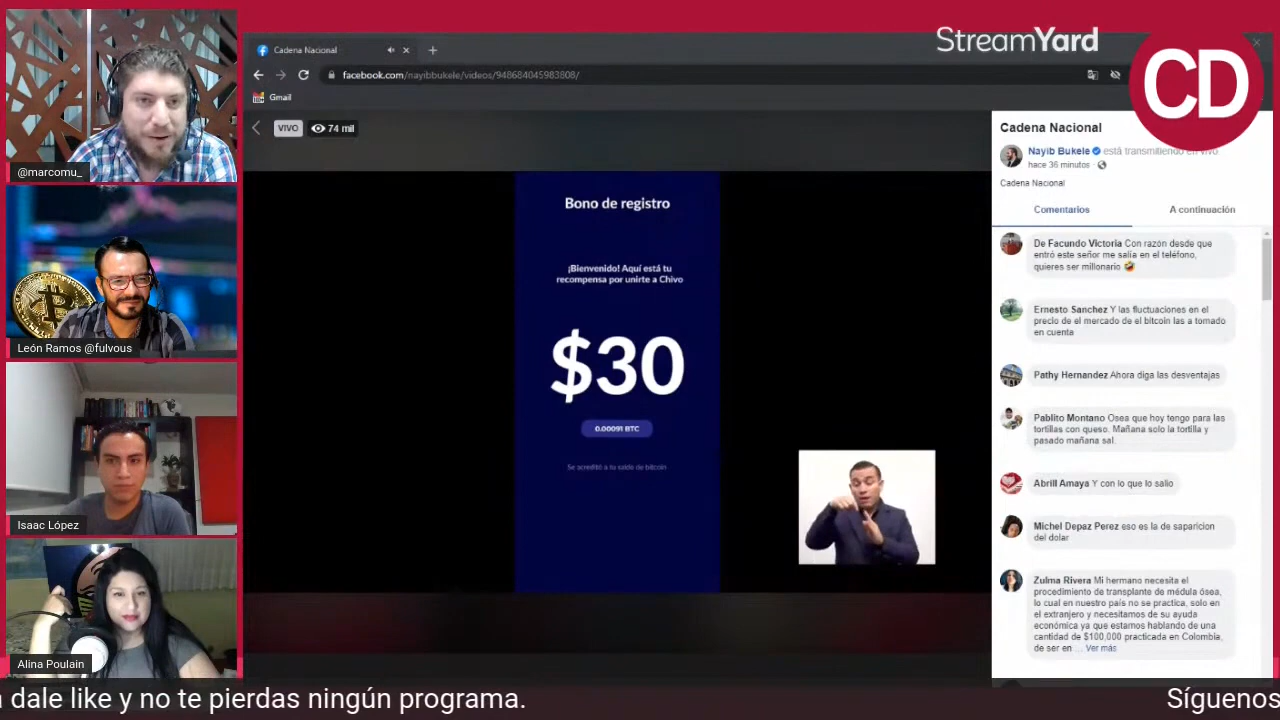 @marcomu_
León Ramos @fulvous
Isaac López
Alina Poulain
StreamYard
CD
Cadena Nacional
facebook.com/nayibbukele/videos/948684045983808/
Gmail
VIVO
74 mil
Bono de registro
¡Bienvenido! Aquí está tu
recompensa por unirte a Chivo
$30
0.00091 BTC
Se acreditó a tu saldo de bitcoin
Cadena Nacional
Nayib Bukele está transmitiendo en vivo
hace 36 minutos
Cadena Nacional
Comentarios
A continuación
De Facundo Victoria Con razón desde que
entró este señor me salía en el teléfono,
quieres ser millonario
Ernesto Sanchez Y las fluctuaciones en el
precio de el mercado de el bitcoin las a tomado
en cuenta
Pathy Hernandez Ahora diga las desventajas
Pablito Montano Osea que hoy tengo para las
tortillas con queso. Mañana solo la tortilla y
pasado mañana sal.
Abrill Amaya Y con lo que lo salio
Michel Depaz Perez eso es la de saparicion
del dolar
Zulma Rivera Mi hermano necesita el
procedimiento de transplante de médula ósea,
lo cual en nuestro país no se practica, solo en
el extranjero y necesitamos de su ayuda
económica ya que estamos hablando de una
cantidad de $100,000 practicada en Colombia,
de ser en ... Ver más
dale like y no te pierdas ningún programa.
Síguenos